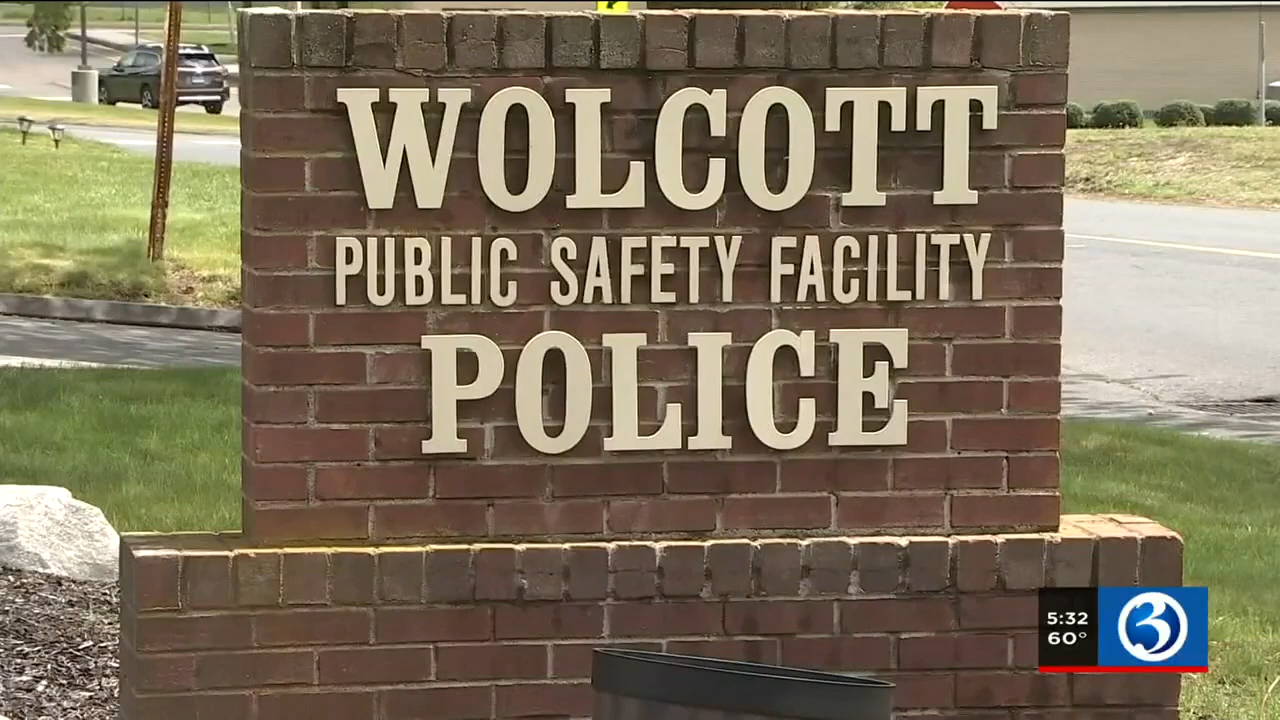 WOLCOTT
PUBLIC SAFETY FACILITY
POLICE
5:32
60°
3